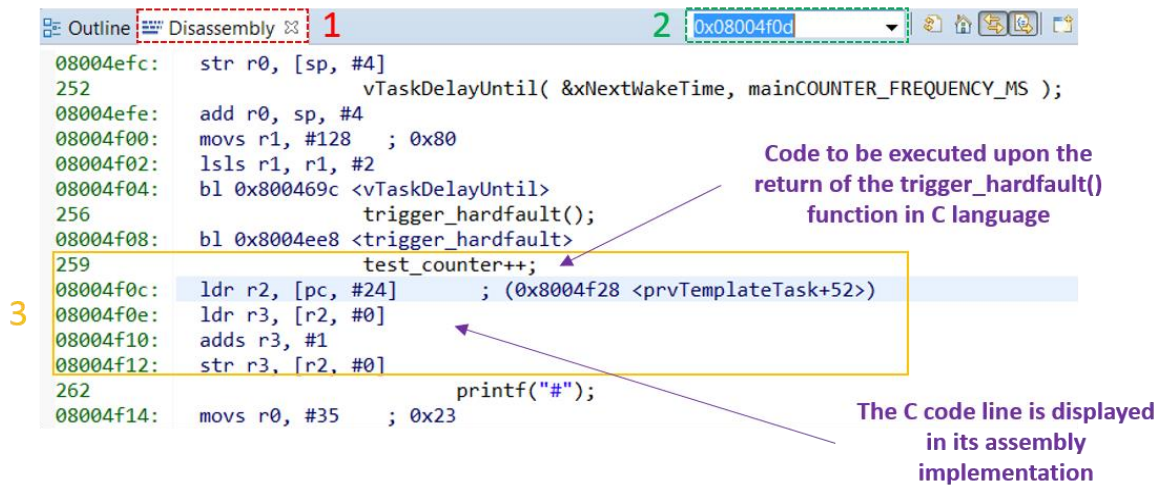 Outline Disassembly 1 2 0x08004f0d
08004efc: str r0, [sp, #4]
252 vTaskDelayUntil( &xNextWakeTime, mainCOUNTER_FREQUENCY_MS );
08004efe: add r0, sp, #4
08004f00: movs r1, #128 ; 0x80
08004f02: lsls r1, r1, #2
08004f04: bl 0x800469c <vTaskDelayUntil>
256 trigger_hardfault();
08004f08: bl 0x8004ee8 <trigger_hardfault>
Code to be executed upon the
return of the trigger_hardfault()
function in C language
3
259 test_counter++;
08004f0c: ldr r2, [pc, #24] ; (0x8004f28 <prvTemplateTask+52>)
08004f0e: ldr r3, [r2, #0]
08004f10: adds r3, #1
08004f12: str r3, [r2, #0]
262 printf("#");
08004f14: movs r0, #35 ; 0x23
The C code line is displayed
in its assembly
implementation